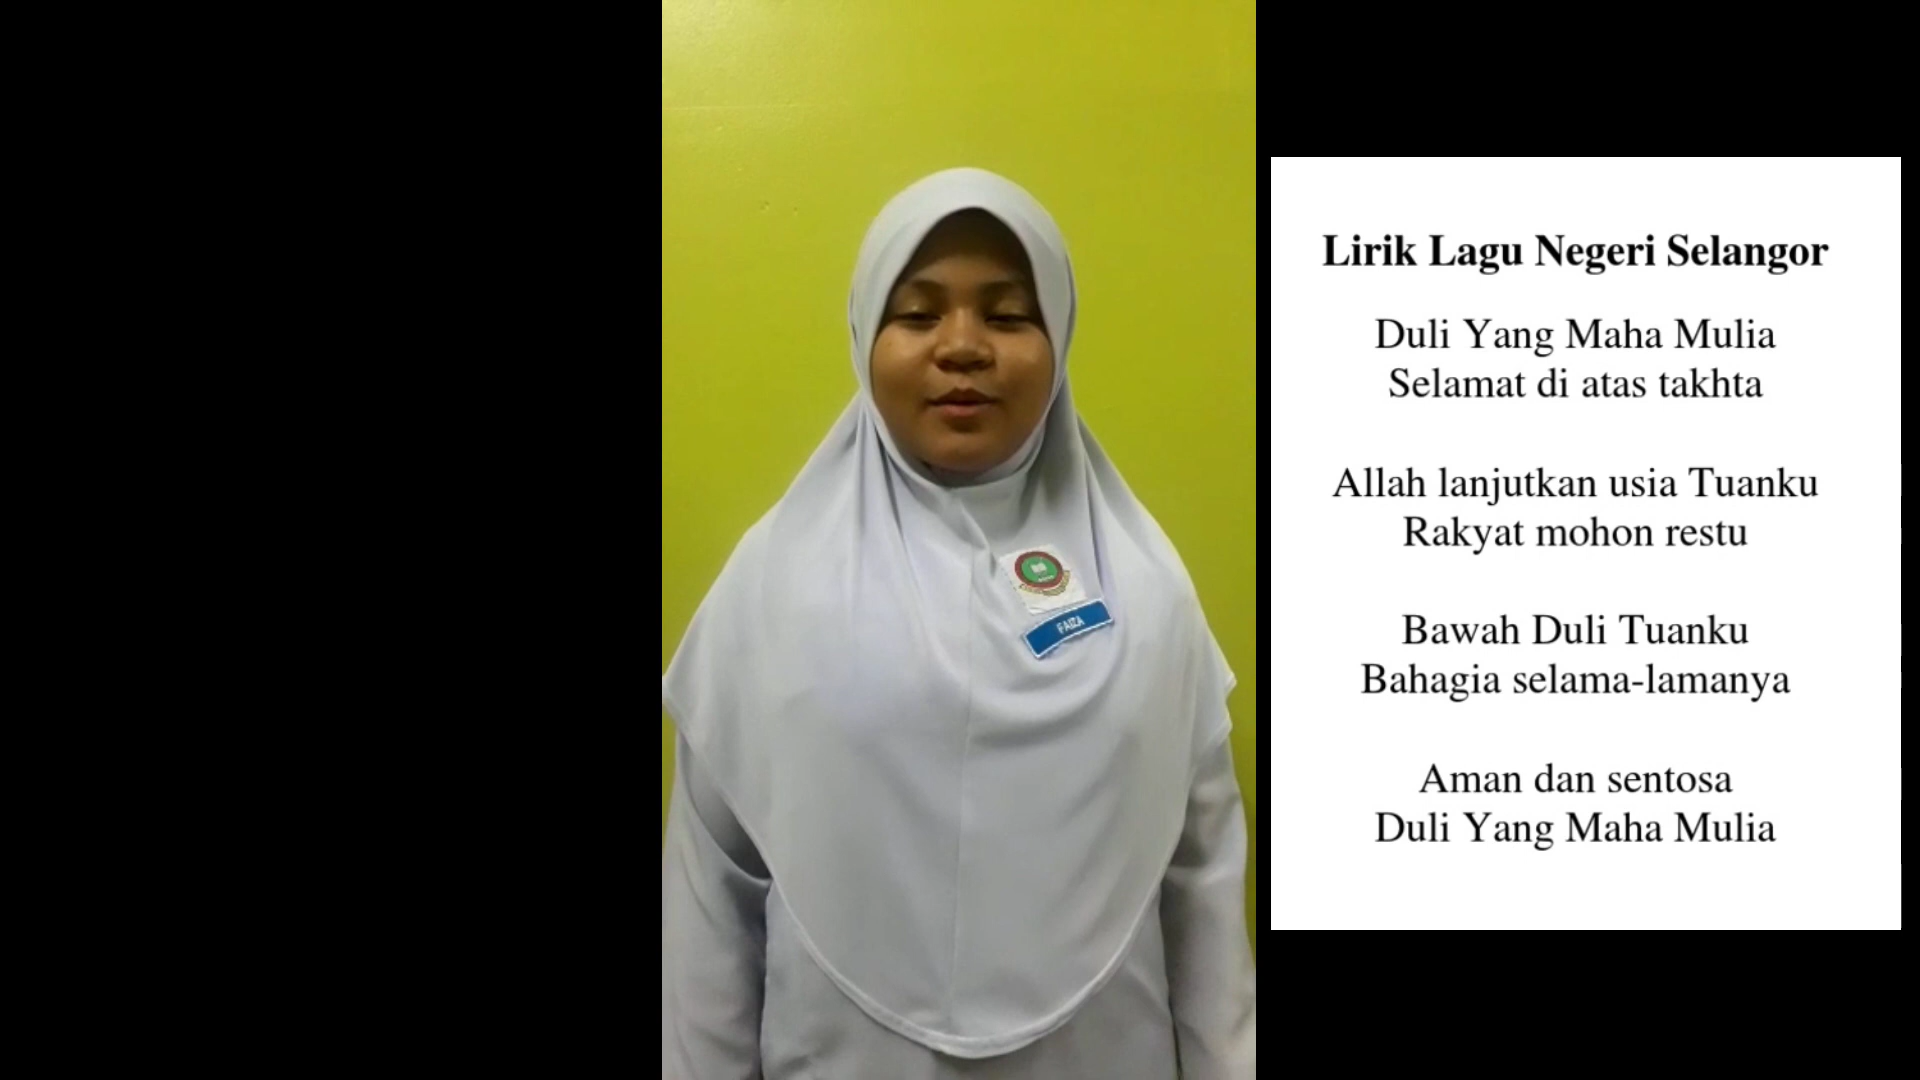 FAIZA
Lirik Lagu Negeri Selangor
Duli Yang Maha Mulia
Selamat di atas takhta
Allah lanjutkan usia Tuanku
Rakyat mohon restu
Bawah Duli Tuanku
Bahagia selama-lamanya
Aman dan sentosa
Duli Yang Maha Mulia